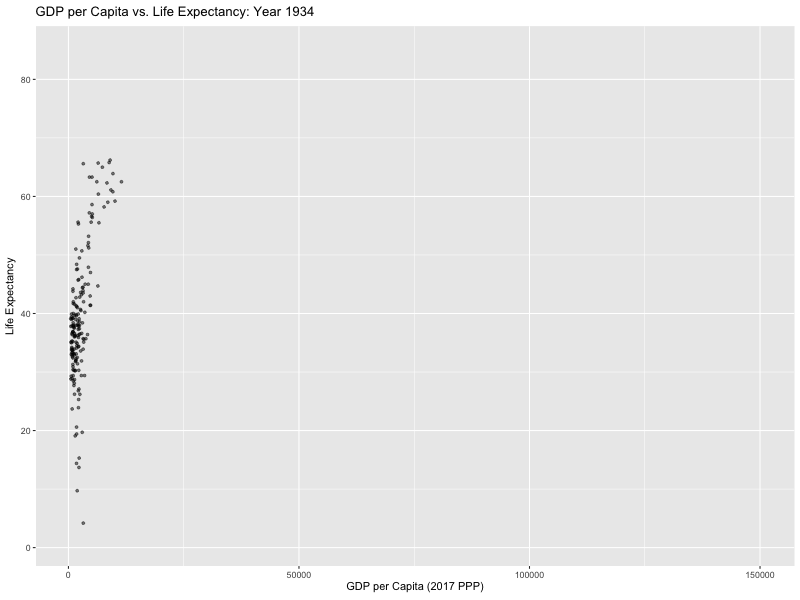 GDP per Capita vs. Life Expectancy: Year 1934
80
60
40
20
0
Life Expectancy
0 50000 100000 150000
GDP per Capita (2017 PPP)